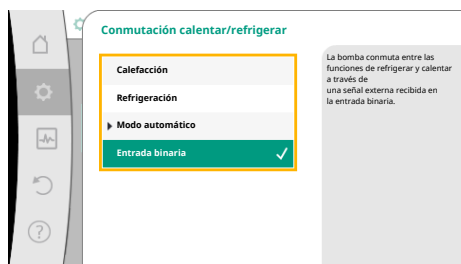 Conmutación calentar/refrigerar
Calefacción
Refrigeración
Modo automático
Entrada binaria
La bomba conmuta entre las
funciones de refrigerar y calentar
a través de
una señal externa recibida en
la entrada binaria.